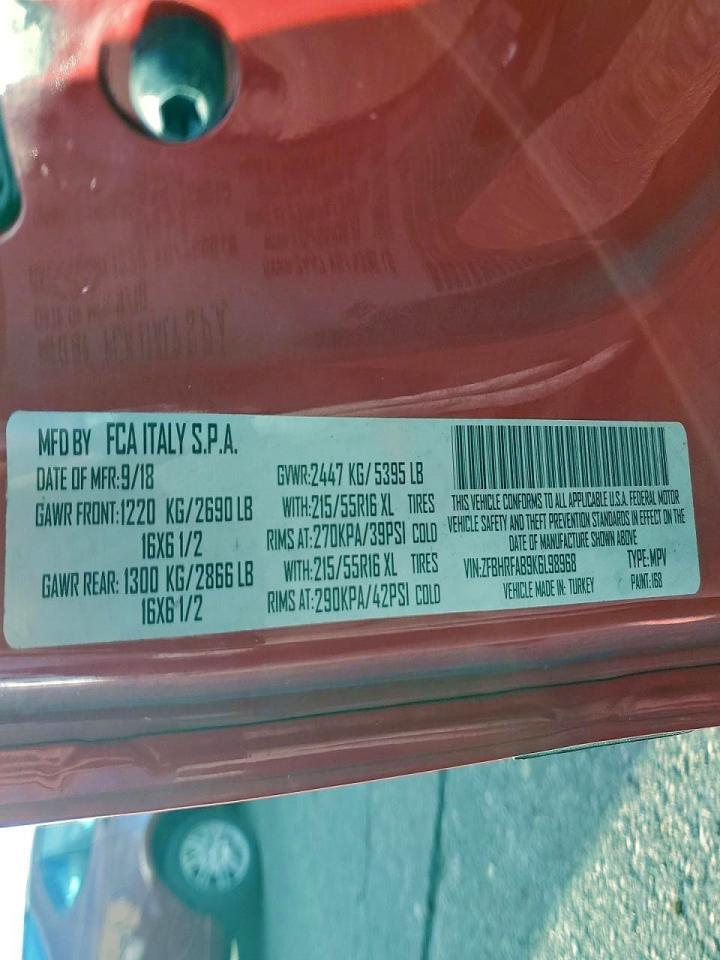 MFD BY FCA ITALY S.P.A.
DATE OF MFR:9/18
GAWR FRONT:1220 KG/2690 LB
16X6 1/2
GAWR REAR: 1300 KG/2866 LB
16X6 1/2
GVWR:2447 KG/5395 LB
WITH:215/55R16 XL TIRES
RIMS AT:270KPA/39PSI COLD
WITH:215/55R16 XL TIRES
RIMS AT:290KPA/42PSI COLD
THIS VEHICLE CONFORMS TO ALL APPLICABLE U.S.A. FEDERAL MOTOR
VEHICLE SAFETY AND THEFT PREVENTION STANDARDS IN EFFECT ON THE
DATE OF MANUFACTURE SHOWN ABOVE
VIN:ZFBHRFAB9K6L98968 TYPE:MPV
VEHICLE MADE IN: TURKEY PAINT:168